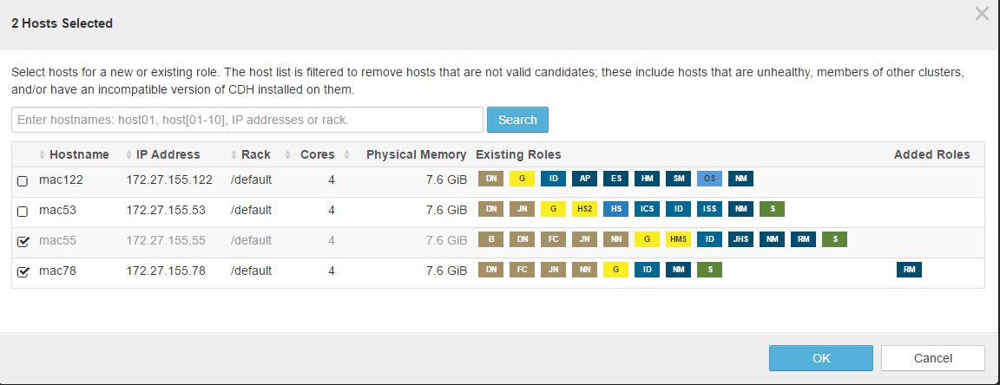 2 Hosts Selected
Select hosts for a new or existing role. The host list is filtered to remove hosts that are not valid candidates; these include hosts that are unhealthy, members of other clusters,
and/or have an incompatible version of CDH installed on them.
Enter hostnames: host01, host[01-10], IP addresses or rack. Search
Hostname IP Address Rack Cores Physical Memory Existing Roles Added Roles
mac122 172.27.155.122 /default 4 7.6 GiB DN G ID AP ES HM SM OS NM
mac53 172.27.155.53 /default 4 7.6 GiB DN JN G HS2 HS ICS ID ISS NM S
mac55 172.27.155.55 /default 4 7.6 GiB B DN FC JN NN G HMS ID JHS NM RM S
mac78 172.27.155.78 /default 4 7.6 GiB DN FC JN NN G ID NM S RM
OK Cancel